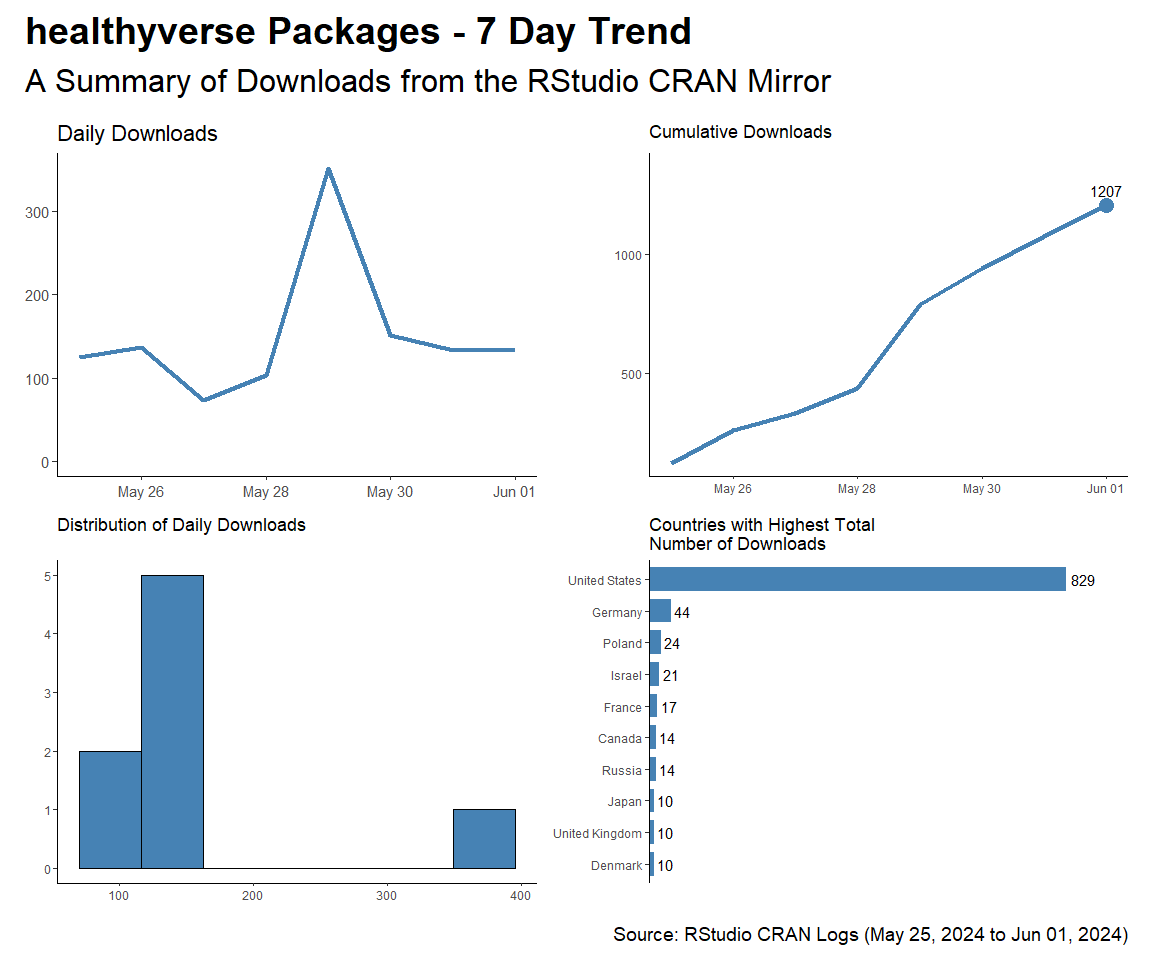 healthyverse Packages - 7 Day Trend
A Summary of Downloads from the RStudio CRAN Mirror
Daily Downloads
300
200
100
0
May 26
May 28
May 30
Jun 01
Cumulative Downloads
1207
1000
500
May 26
May 28
May 30
Jun 01
Distribution of Daily Downloads
5
4
3
2
1
0
100
200
300
400
Countries with Highest Total
Number of Downloads
United States 829
Germany 44
Poland 24
Israel 21
France 17
Canada 14
Russia 14
Japan 10
United Kingdom 10
Denmark 10
Source: RStudio CRAN Logs (May 25, 2024 to Jun 01, 2024)